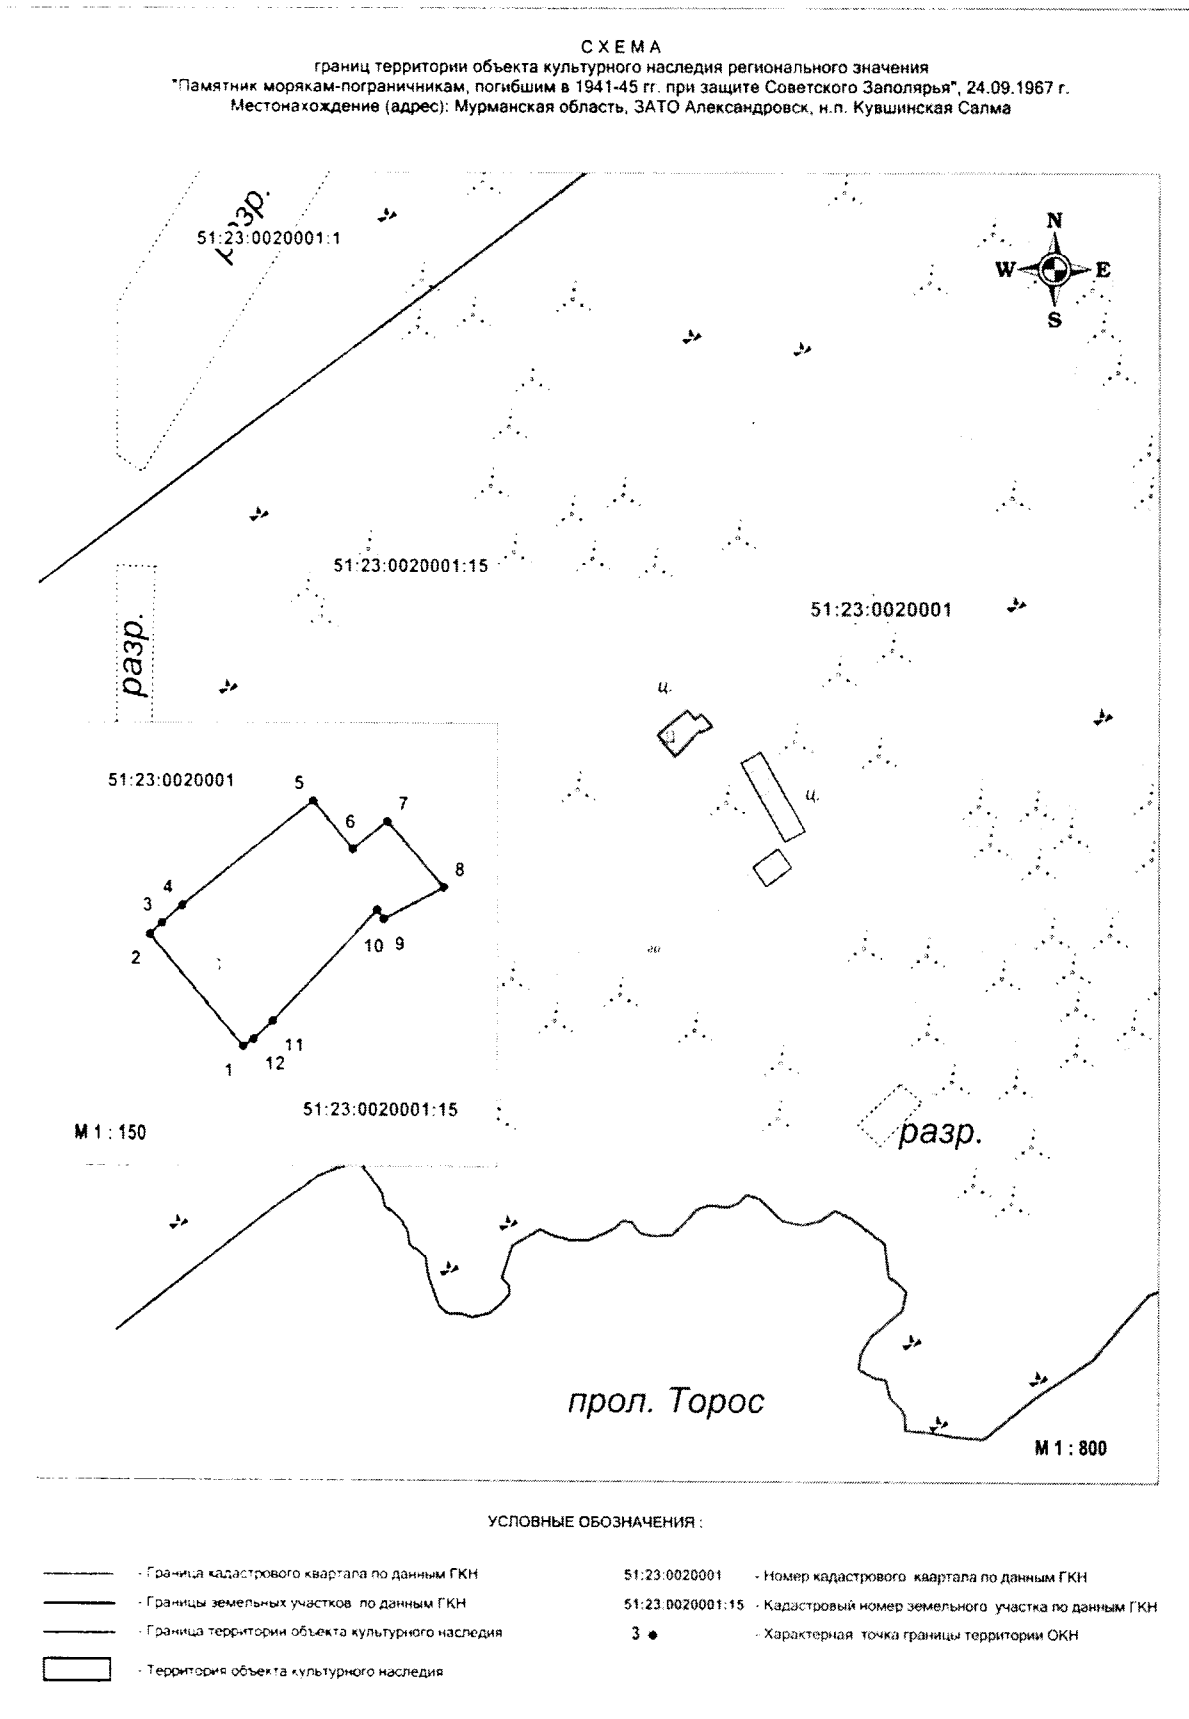 СХЕМА
границ территории объекта культурного наследия регионального значения
"Памятник морякам-пограничникам, погибшим в 1941-45 гг. при защите Советского Заполярья", 24.09.1967 г.
Местонахождение (адрес): Мурманская область, ЗАТО Александровск, н.п. Кувшинская Салма
разр.
51:23:0020001:1
N
W E
S
51:23:0020001:15
51:23:0020001
разр.
ц.
ц.
51:23:0020001
5
7
6
8
4
3
2
10 9
11
12
1
51:23:0020001:15
М 1 : 150
разр.
прол. Торос
М 1 : 800
УСЛОВНЫЕ ОБОЗНАЧЕНИЯ :
- Граница кадастрового квартала по данным ГКН
- Границы земельных участков по данным ГКН
- Граница территории объекта культурного наследия
- Территория объекта культурного наследия
51:23:0020001 - Номер кадастрового квартала по данным ГКН
51:23:0020001:15 - Кадастровый номер земельного участка по данным ГКН
3 - Характерная точка границы территории ОКН